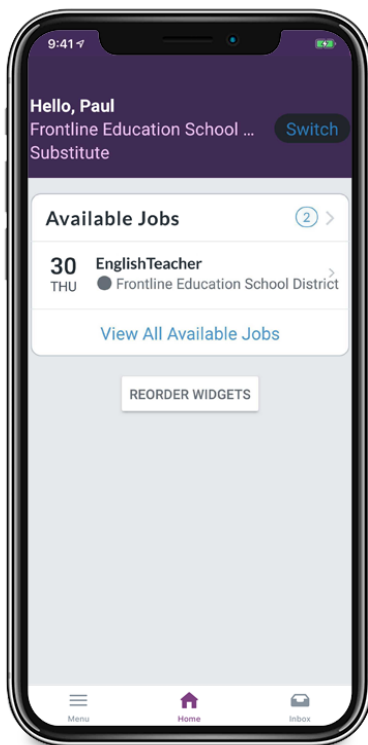 9:41
Hello, Paul
Frontline Education School ...
Switch
Substitute
Available Jobs
2
30
THU
EnglishTeacher
Frontline Education School District
View All Available Jobs
REORDER WIDGETS
Menu
Home
Inbox